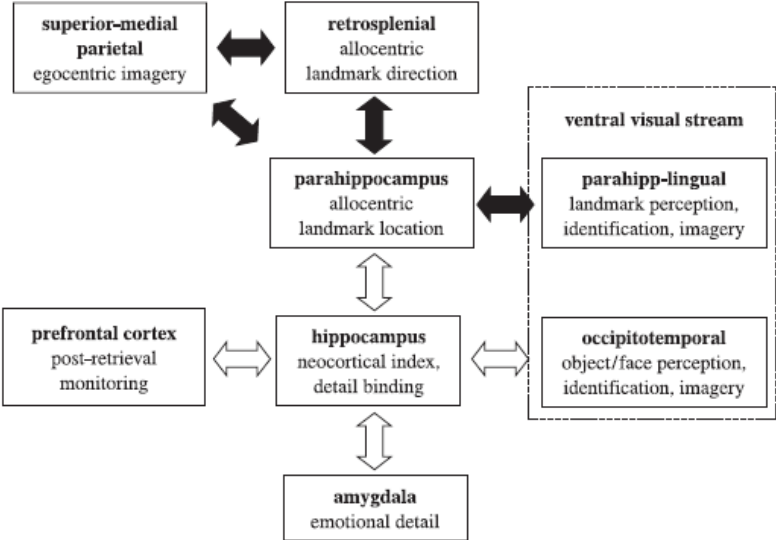 superior-medial
parietal
egocentric imagery
retrosplenial
allocentric
landmark direction
ventral visual stream
parahippocampus
allocentric
landmark location
parahipp-lingual
landmark perception,
identification, imagery
prefrontal cortex
post-retrieval
monitoring
hippocampus
neocortical index,
detail binding
occipitotemporal
object/face perception,
identification, imagery
amygdala
emotional detail